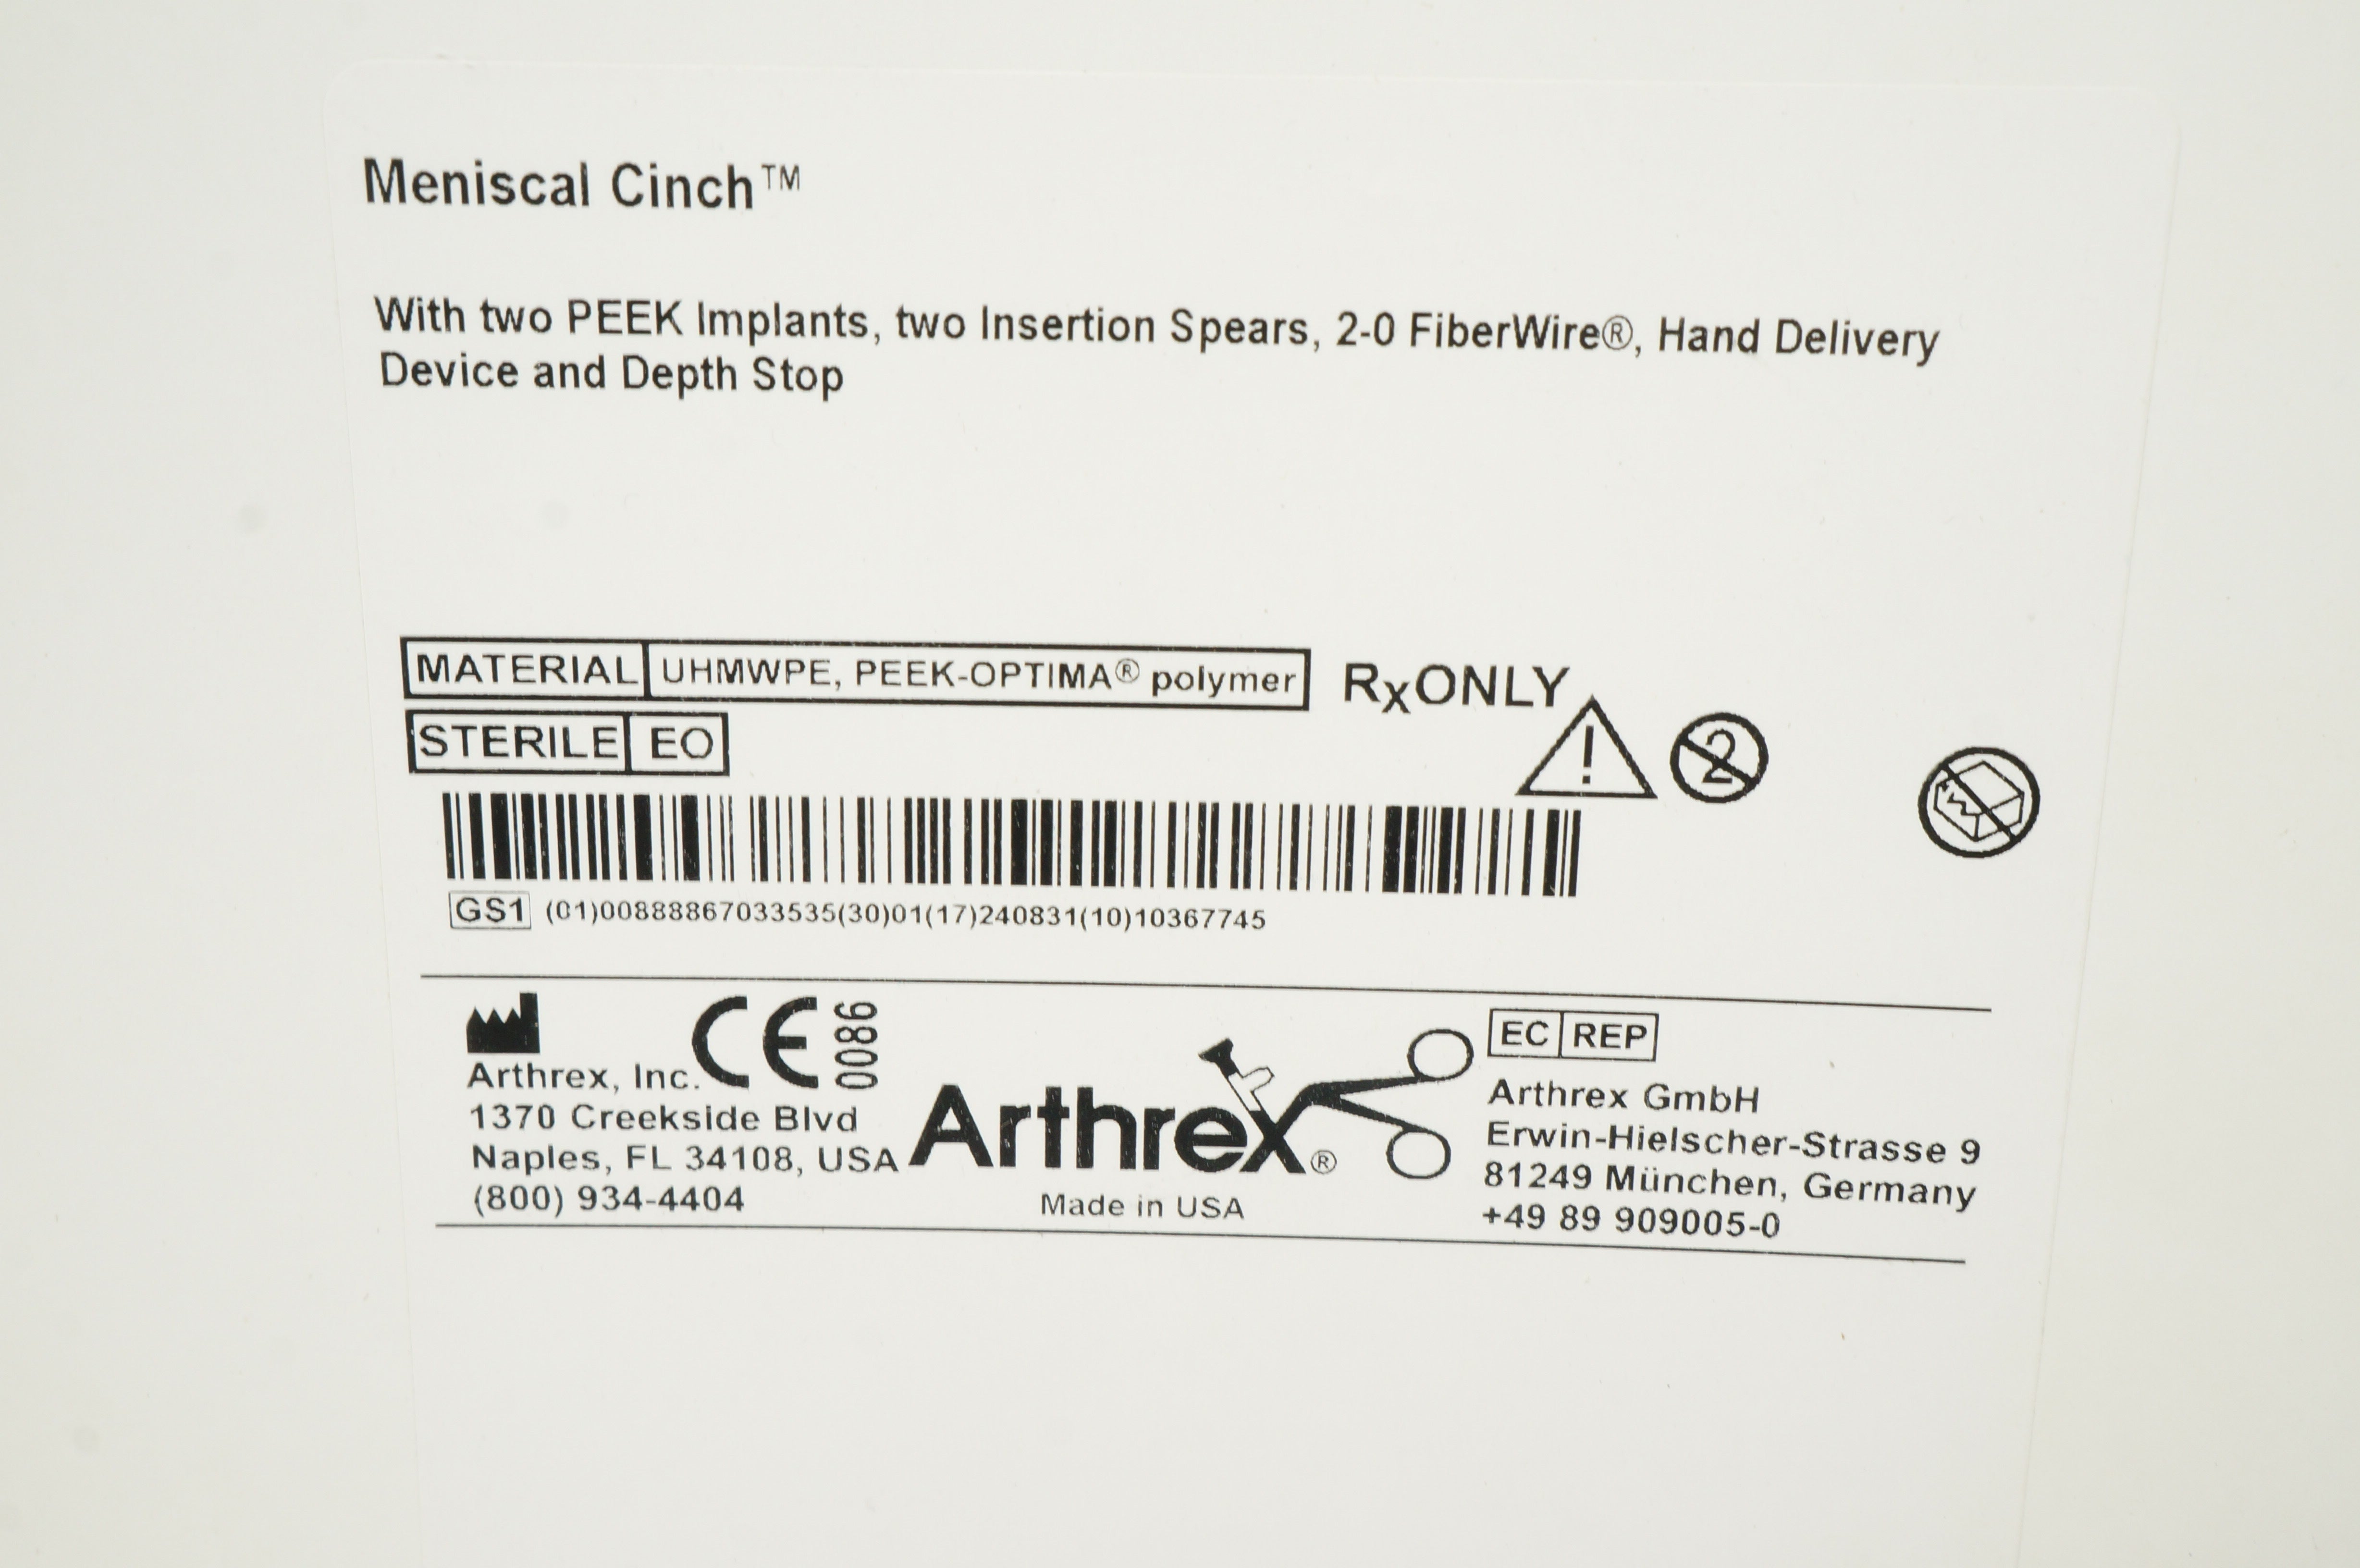 Meniscal Cinch™
With two PEEK Implants, two Insertion Spears, 2-0 FiberWire®, Hand Delivery
Device and Depth Stop
MATERIAL UHMWPE, PEEK-OPTIMA® polymer RxONLY
STERILE EO
2
GS1 (01)00888867033535(30)01(17)240831(10)10367745
CE 0086
Arthrex, Inc.
1370 Creekside Blvd
Naples, FL 34108, USA
(800) 934-4404
Arthrex®
Made in USA
EC REP
Arthrex GmbH
Erwin-Hielscher-Strasse 9
81249 München, Germany
+49 89 909005-0